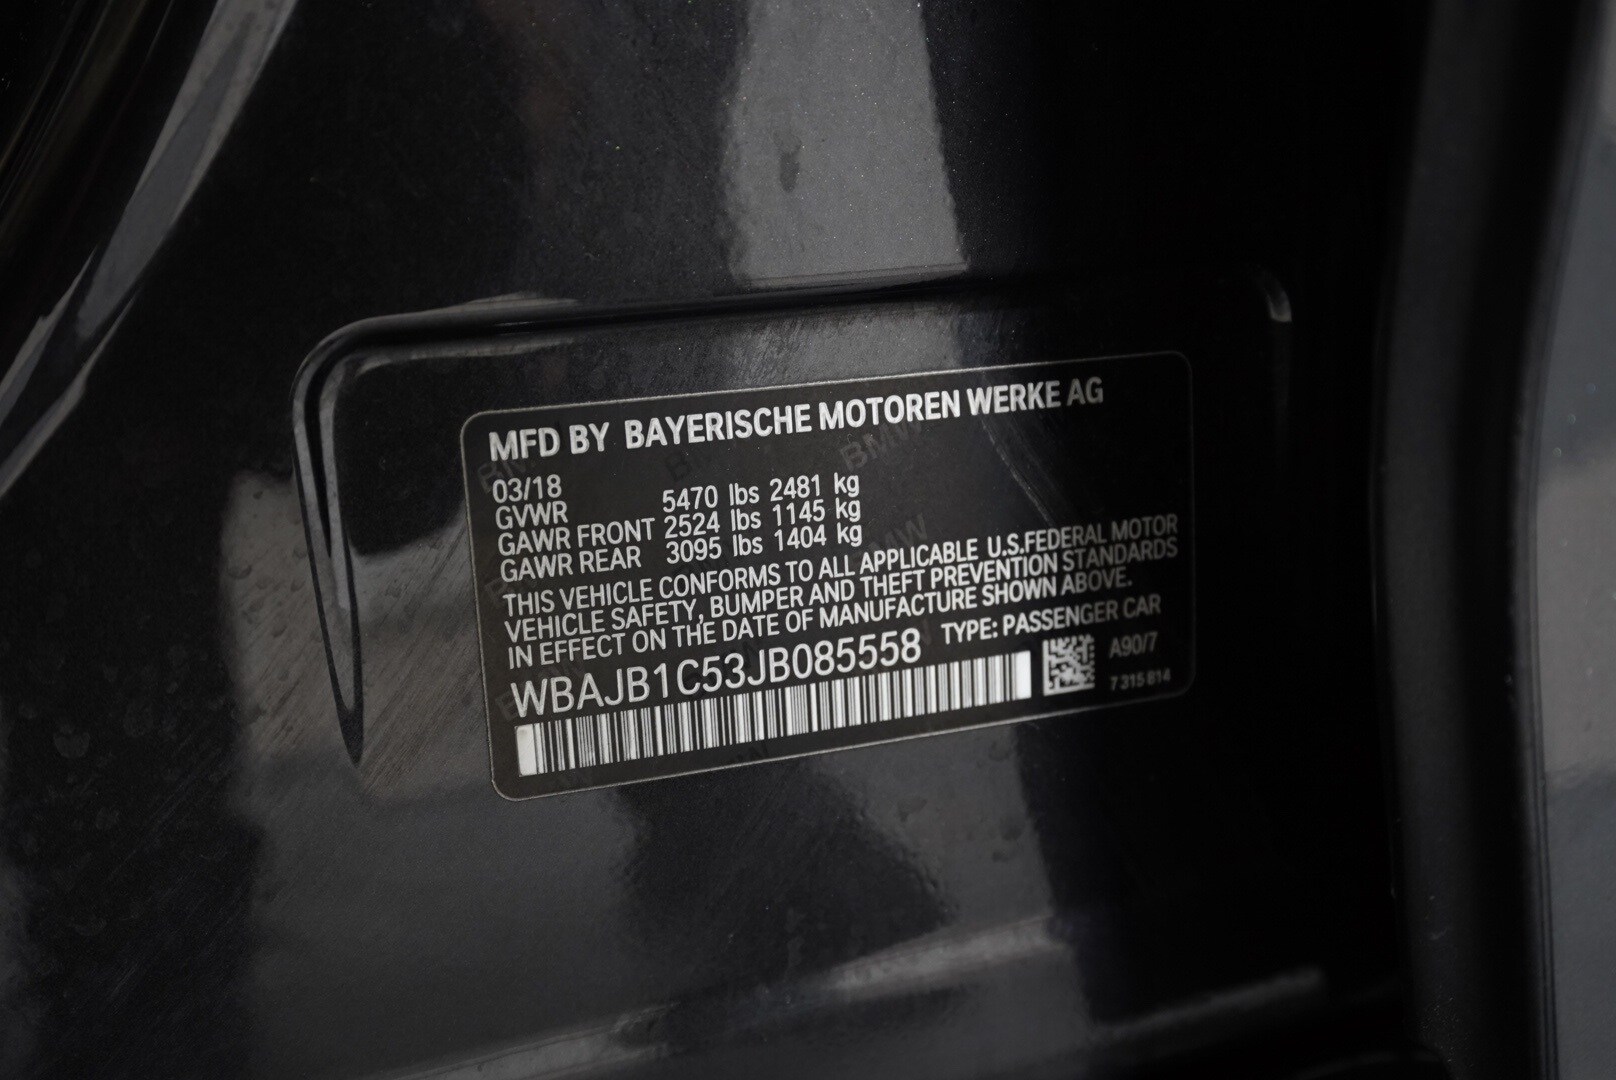 MFD BY BAYERISCHE MOTOREN WERKE AG
03/18
GVWR 5470 lbs 2481 kg
GAWR FRONT 2524 lbs 1145 kg
GAWR REAR 3095 lbs 1404 kg
THIS VEHICLE CONFORMS TO ALL APPLICABLE U.S.FEDERAL MOTOR
VEHICLE SAFETY, BUMPER AND THEFT PREVENTION STANDARDS
IN EFFECT ON THE DATE OF MANUFACTURE SHOWN ABOVE.
WBAJB1C53JB085558 TYPE: PASSENGER CAR
A90/7
7 315 814